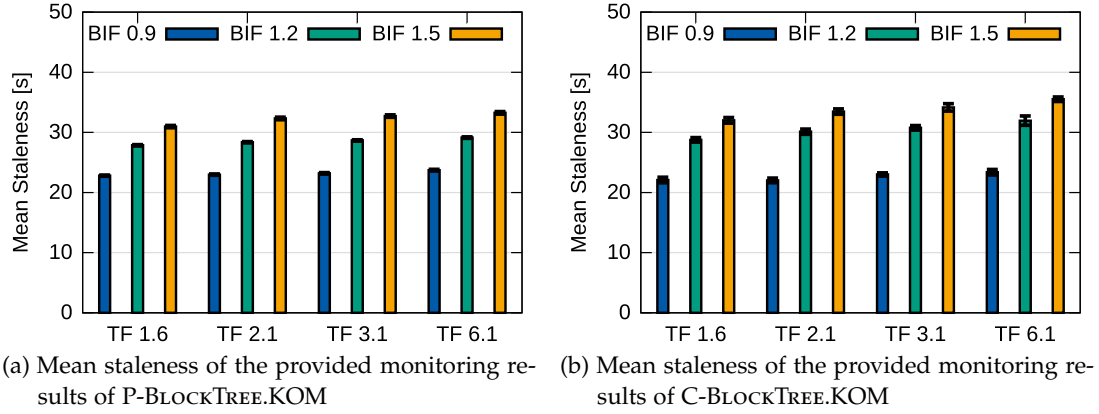 50
40
30
20
10
0
Mean Staleness [s]
BIF 0.9 BIF 1.2 BIF 1.5
TF 1.6 TF 2.1 TF 3.1 TF 6.1
(a) Mean staleness of the provided monitoring re-
sults of P-BLOCKTREE.KOM
50
40
30
20
10
0
Mean Staleness [s]
BIF 0.9 BIF 1.2 BIF 1.5
TF 1.6 TF 2.1 TF 3.1 TF 6.1
(b) Mean staleness of the provided monitoring re-
sults of C-BLOCKTREE.KOM